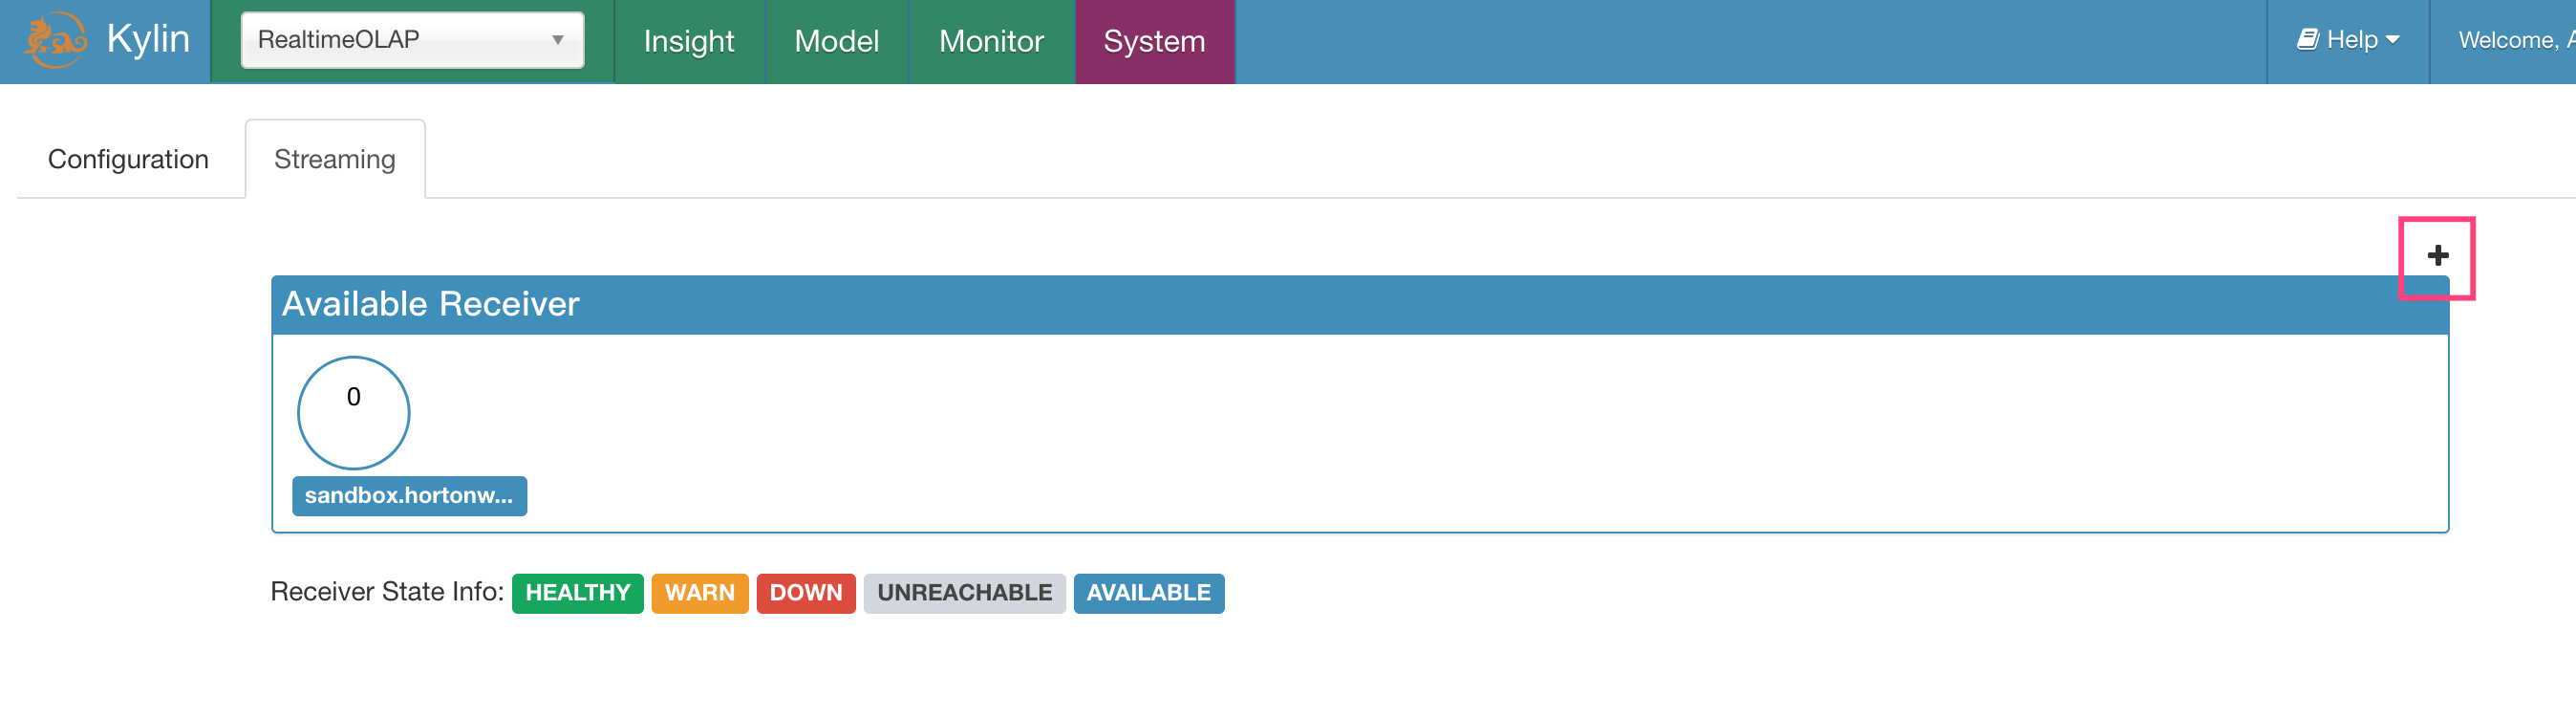 Kylin RealtimeOLAP Insight Model Monitor System Help Welcome, A
Configuration Streaming
Available Receiver
0
sandbox.hortonw...
Receiver State Info: HEALTHY WARN DOWN UNREACHABLE AVAILABLE